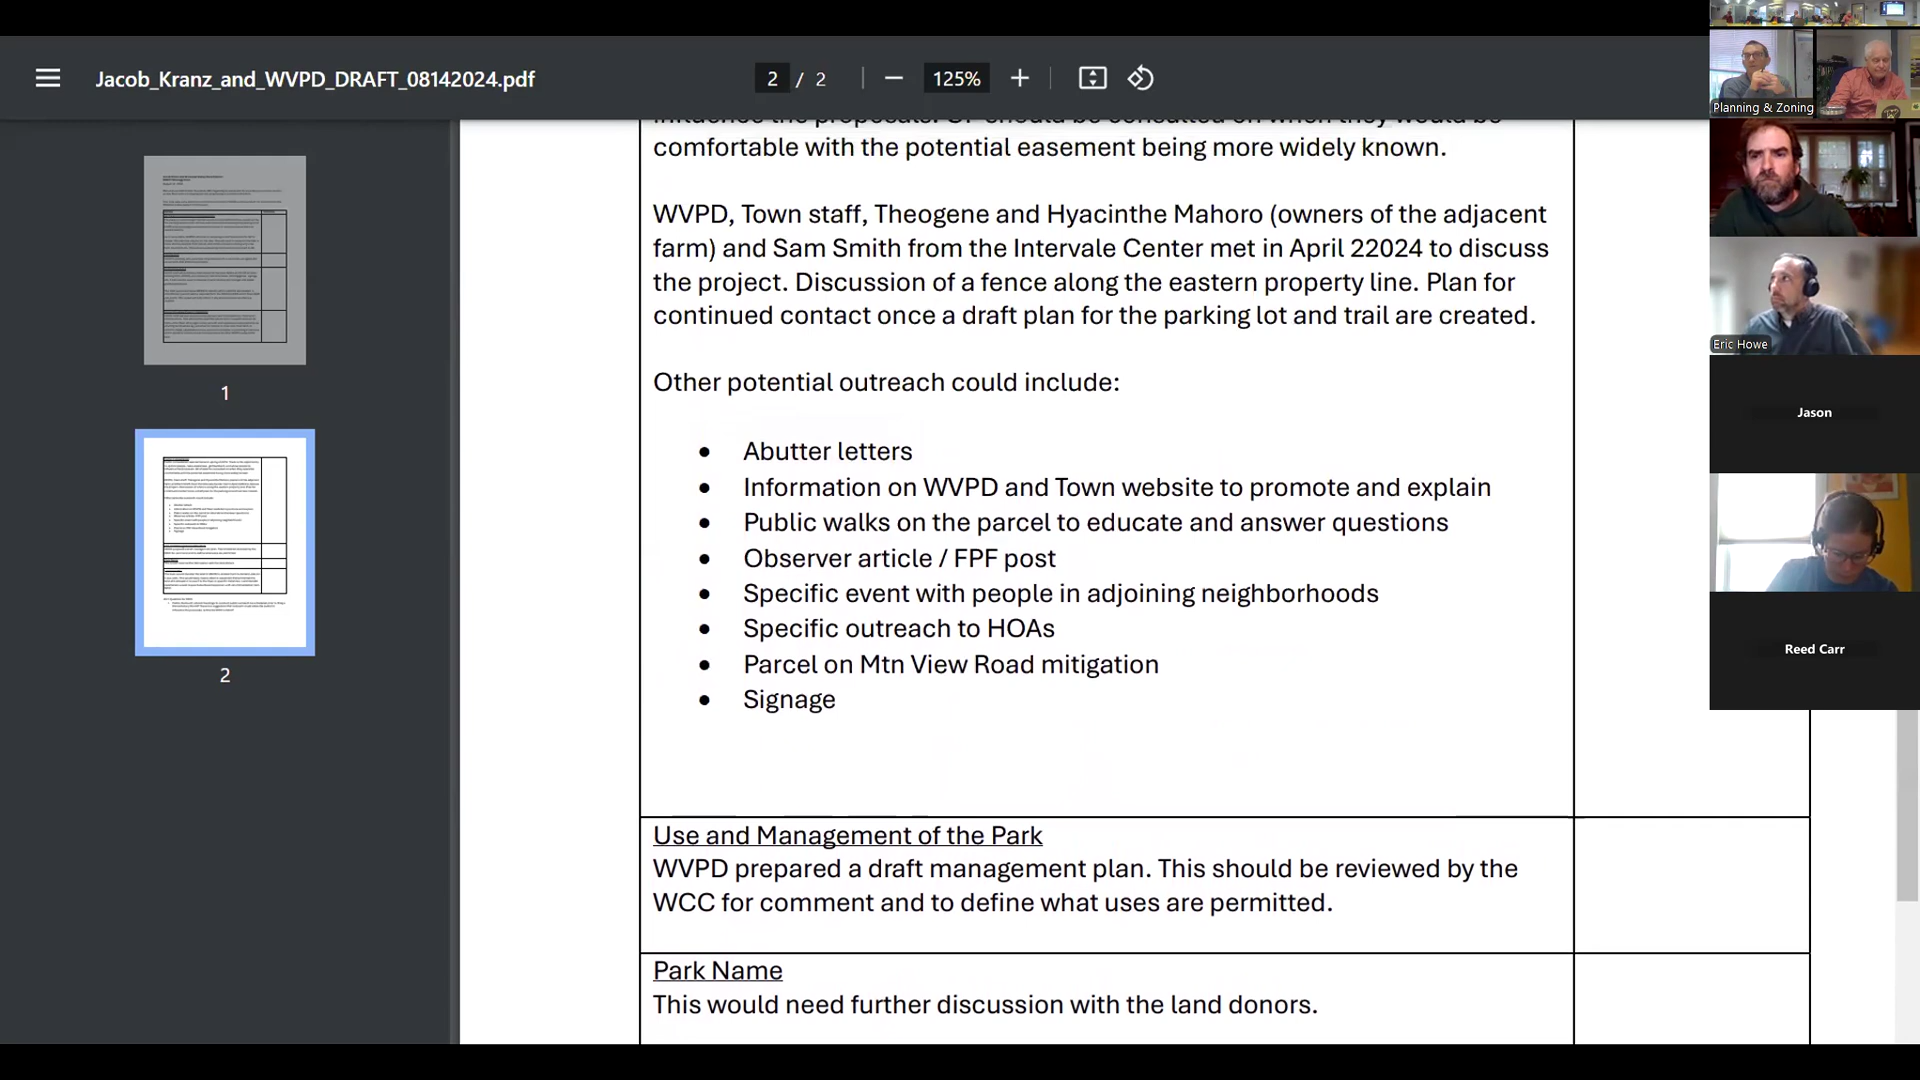 Jacob_Kranz_and_WVPD_DRAFT_08142024.pdf
2 / 2
125%
1
2
comfortable with the potential easement being more widely known.
WVPD, Town staff, Theogene and Hyacinthe Mahoro (owners of the adjacent
farm) and Sam Smith from the Intervale Center met in April 22024 to discuss
the project. Discussion of a fence along the eastern property line. Plan for
continued contact once a draft plan for the parking lot and trail are created.
Other potential outreach could include:
• Abutter letters
• Information on WVPD and Town website to promote and explain
• Public walks on the parcel to educate and answer questions
• Observer article / FPF post
• Specific event with people in adjoining neighborhoods
• Specific outreach to HOAs
• Parcel on Mtn View Road mitigation
• Signage
Use and Management of the Park
WVPD prepared a draft management plan. This should be reviewed by the
WCC for comment and to define what uses are permitted.
Park Name
This would need further discussion with the land donors.
Planning & Zoning
Eric Howe
Jason
Reed Carr